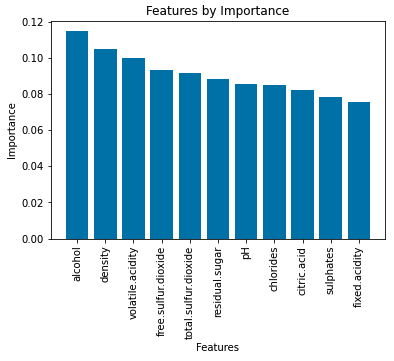 Features by Importance
0.12
0.10
0.08
0.06
0.04
0.02
0.00
Importance
alcohol
density
volatile.acidity
free.sulfur.dioxide
total.sulfur.dioxide
residual.sugar
pH
chlorides
citric.acid
sulphates
fixed.acidity
Features